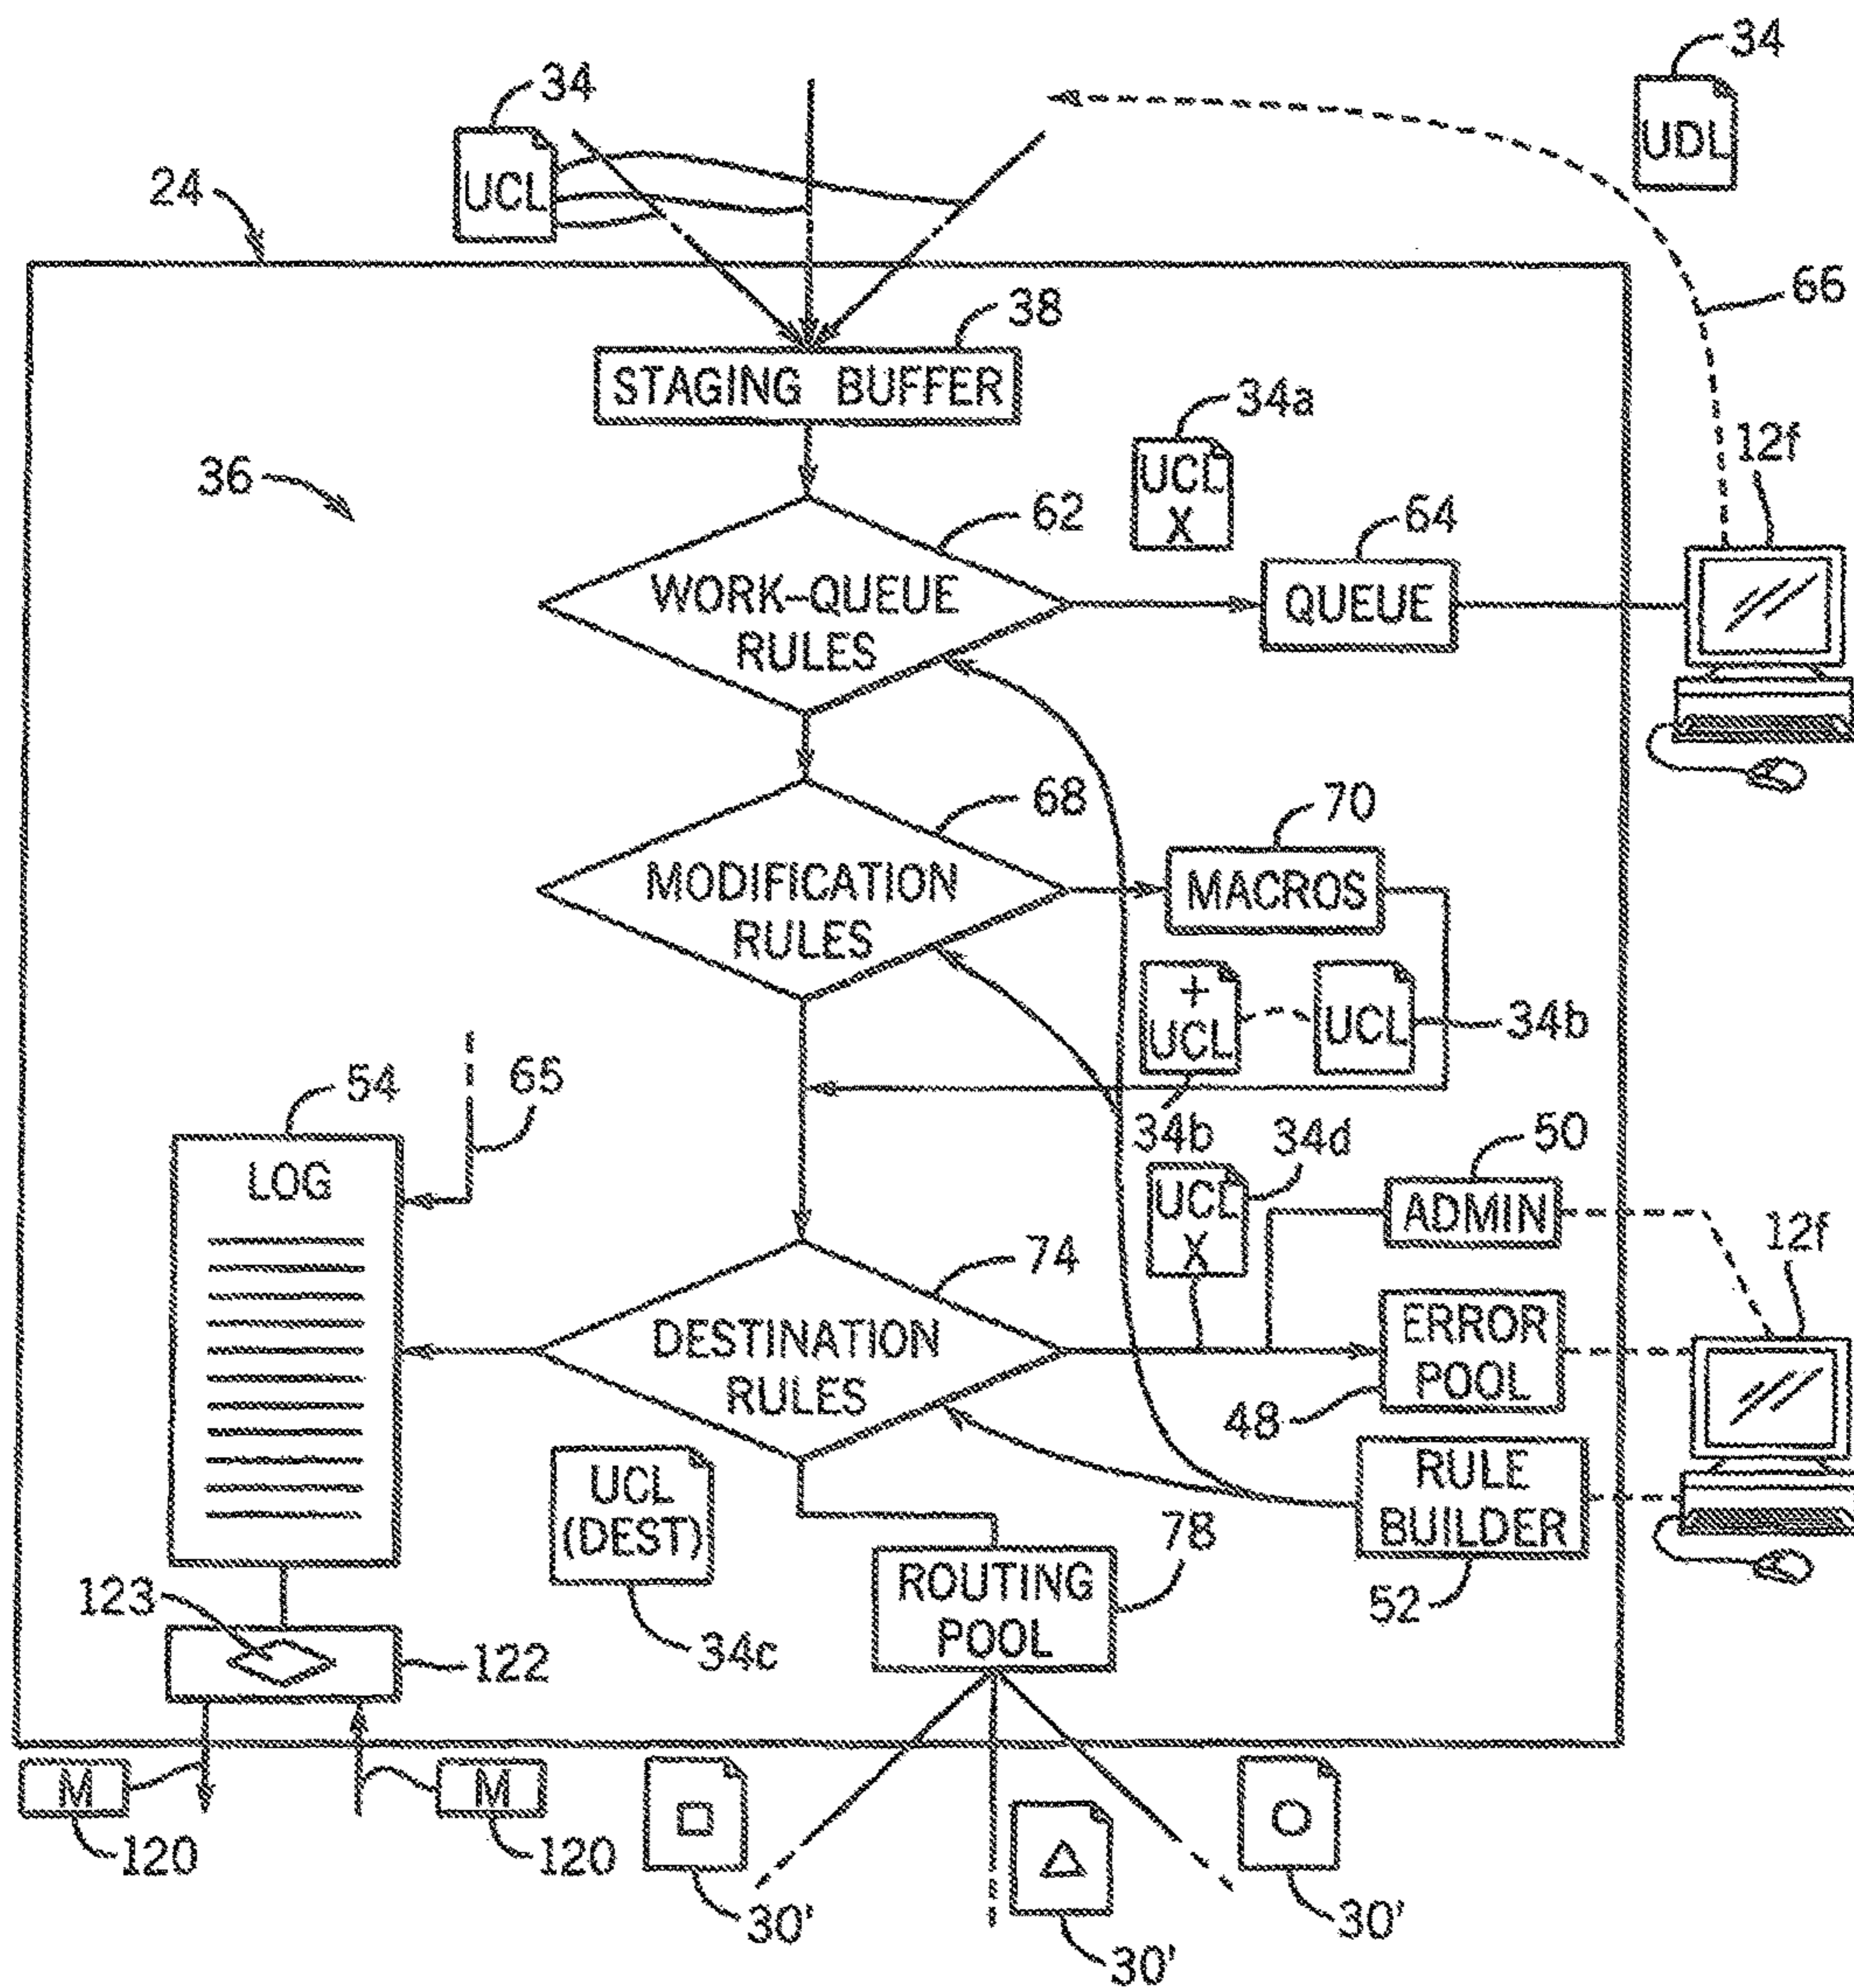 34
34
UCL
UDL
24
66
38
STAGING BUFFER
34a
UCL
X
12f
36
62
64
WORK-QUEUE
RULES
QUEUE
68
70
MODIFICATION
RULES
MACROS
+
UCL
UCL
34b
54
65
34b
34d
50
LOG
UCL
X
ADMIN
12f
74
DESTINATION
RULES
ERROR
POOL
48
UCL
(DEST)
RULE
BUILDER
78
ROUTING
POOL
123
52
34c
122
M
M
120
120
30'
30'
30'